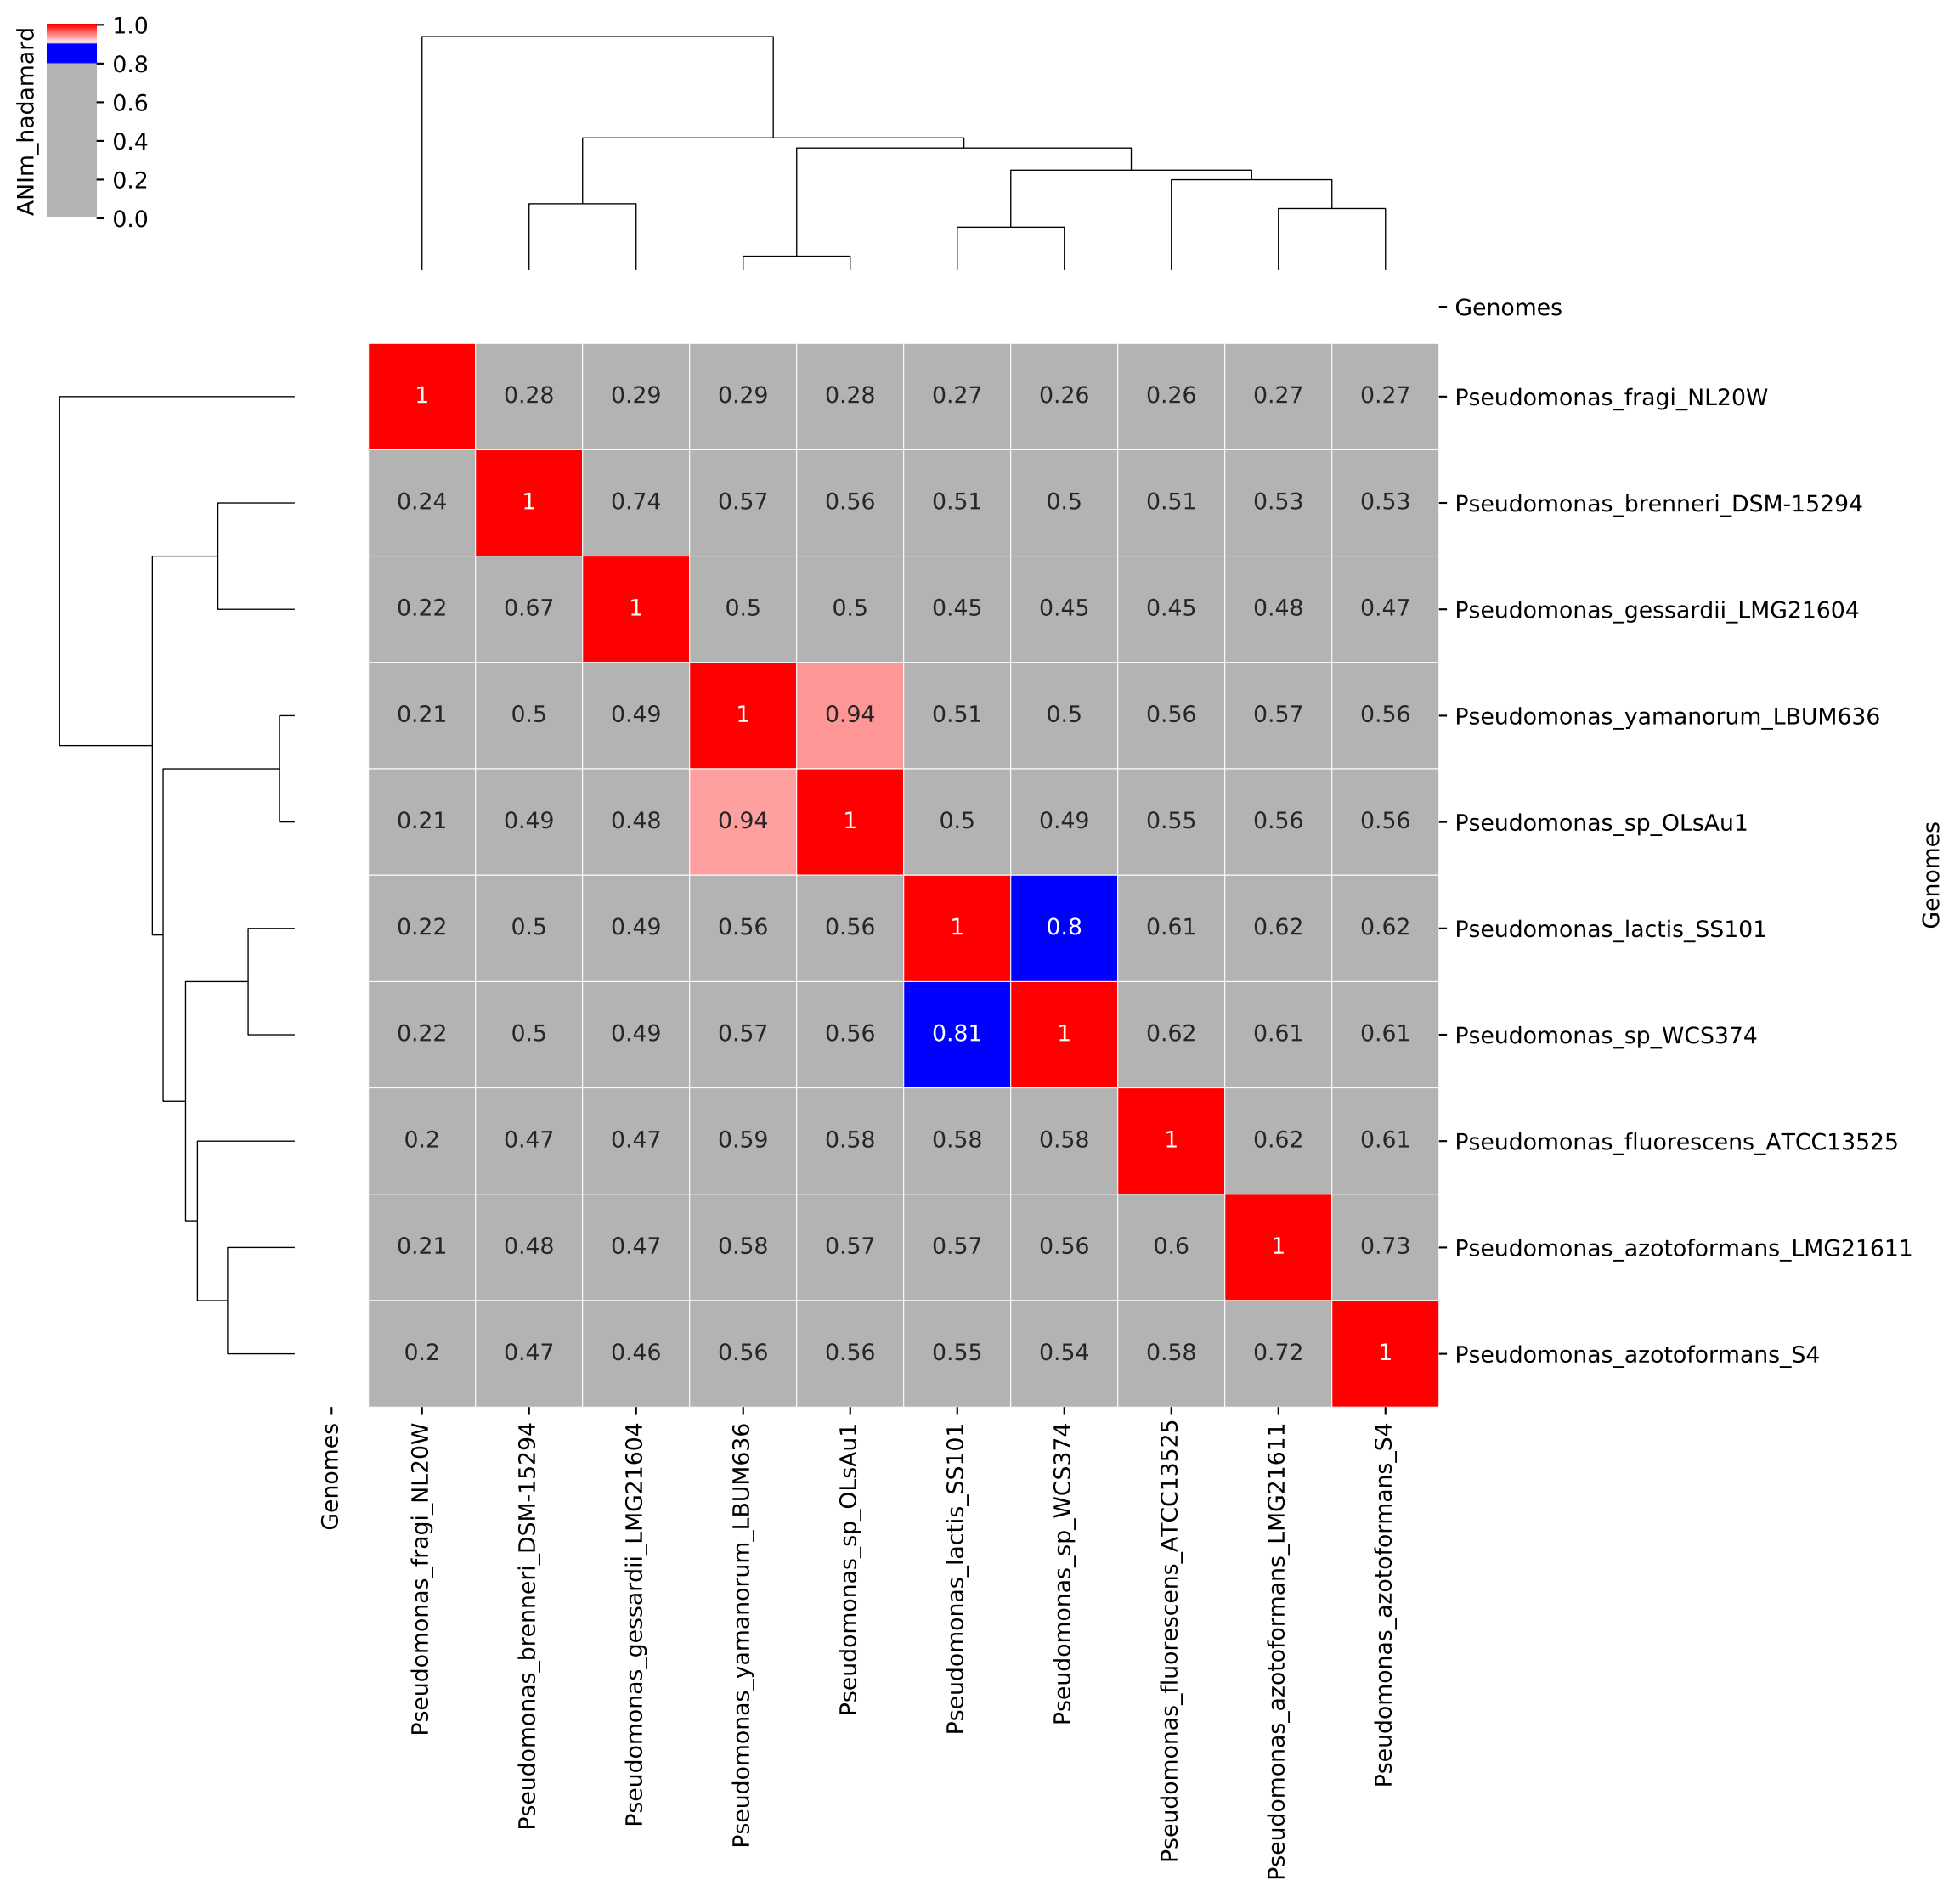 ANIm_hadamard
1.0
0.8
0.6
0.4
0.2
0.0
Genomes
1 0.28 0.29 0.29 0.28 0.27 0.26 0.26 0.27 0.27 Pseudomonas_fragi_NL20W
0.24 1 0.74 0.57 0.56 0.51 0.5 0.51 0.53 0.53 Pseudomonas_brenneri_DSM-15294
0.22 0.67 1 0.5 0.5 0.45 0.45 0.45 0.48 0.47 Pseudomonas_gessardii_LMG21604
0.21 0.5 0.49 1 0.94 0.51 0.5 0.56 0.57 0.56 Pseudomonas_yamanorum_LBUM636
0.21 0.49 0.48 0.94 1 0.5 0.49 0.55 0.56 0.56 Pseudomonas_sp_OLsAu1
0.22 0.5 0.49 0.56 0.56 1 0.8 0.61 0.62 0.62 Pseudomonas_lactis_SS101
0.22 0.5 0.49 0.57 0.56 0.81 1 0.62 0.61 0.61 Pseudomonas_sp_WCS374
0.2 0.47 0.47 0.59 0.58 0.58 0.58 1 0.62 0.61 Pseudomonas_fluorescens_ATCC13525
0.21 0.48 0.47 0.58 0.57 0.57 0.56 0.6 1 0.73 Pseudomonas_azotoformans_LMG21611
0.2 0.47 0.46 0.56 0.56 0.55 0.54 0.58 0.72 1 Pseudomonas_azotoformans_S4
Genomes
Genomes
Pseudomonas_fragi_NL20W
Pseudomonas_brenneri_DSM-15294
Pseudomonas_gessardii_LMG21604
Pseudomonas_yamanorum_LBUM636
Pseudomonas_sp_OLsAu1
Pseudomonas_lactis_SS101
Pseudomonas_sp_WCS374
Pseudomonas_fluorescens_ATCC13525
Pseudomonas_azotoformans_LMG21611
Pseudomonas_azotoformans_S4